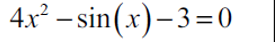 4x² – sin(x) – 3 = 0